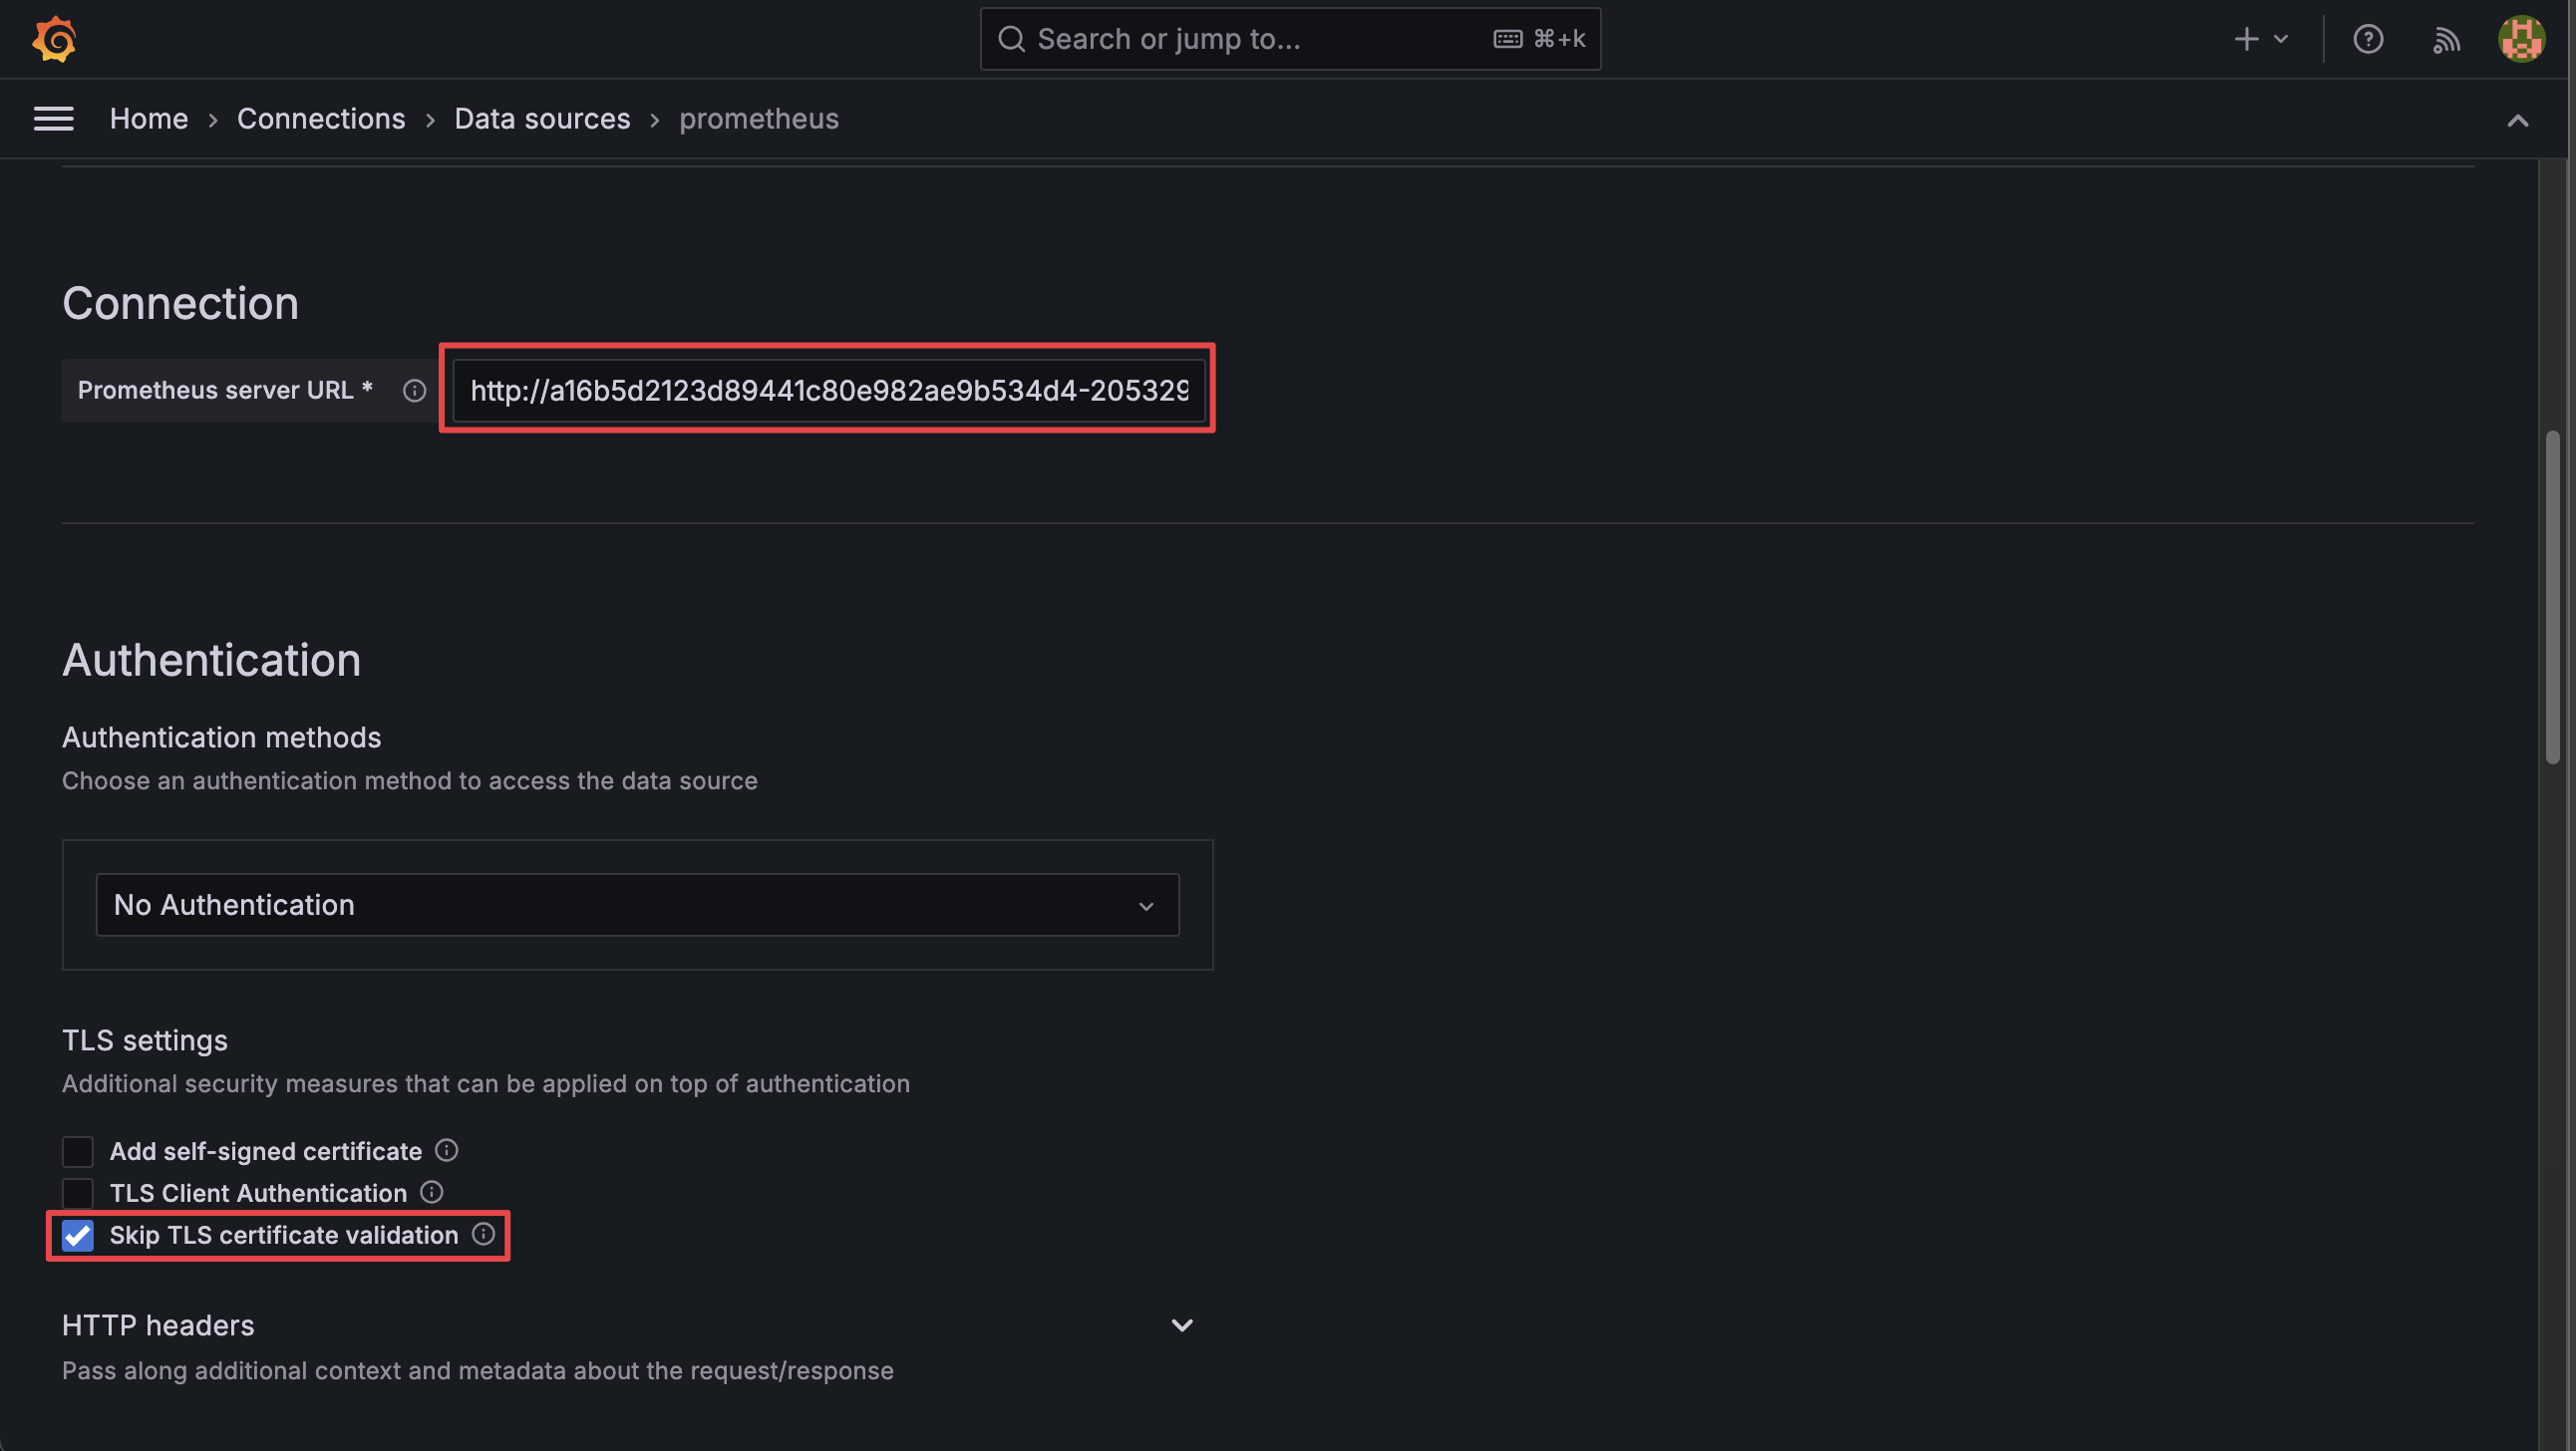 Search or jump to...
⌘+k
Home › Connections › Data sources › prometheus
Connection
Prometheus server URL *
http://a16b5d2123d89441c80e982ae9b534d4-205329
Authentication
Authentication methods
Choose an authentication method to access the data source
No Authentication
TLS settings
Additional security measures that can be applied on top of authentication
Add self-signed certificate
TLS Client Authentication
Skip TLS certificate validation
HTTP headers
Pass along additional context and metadata about the request/response